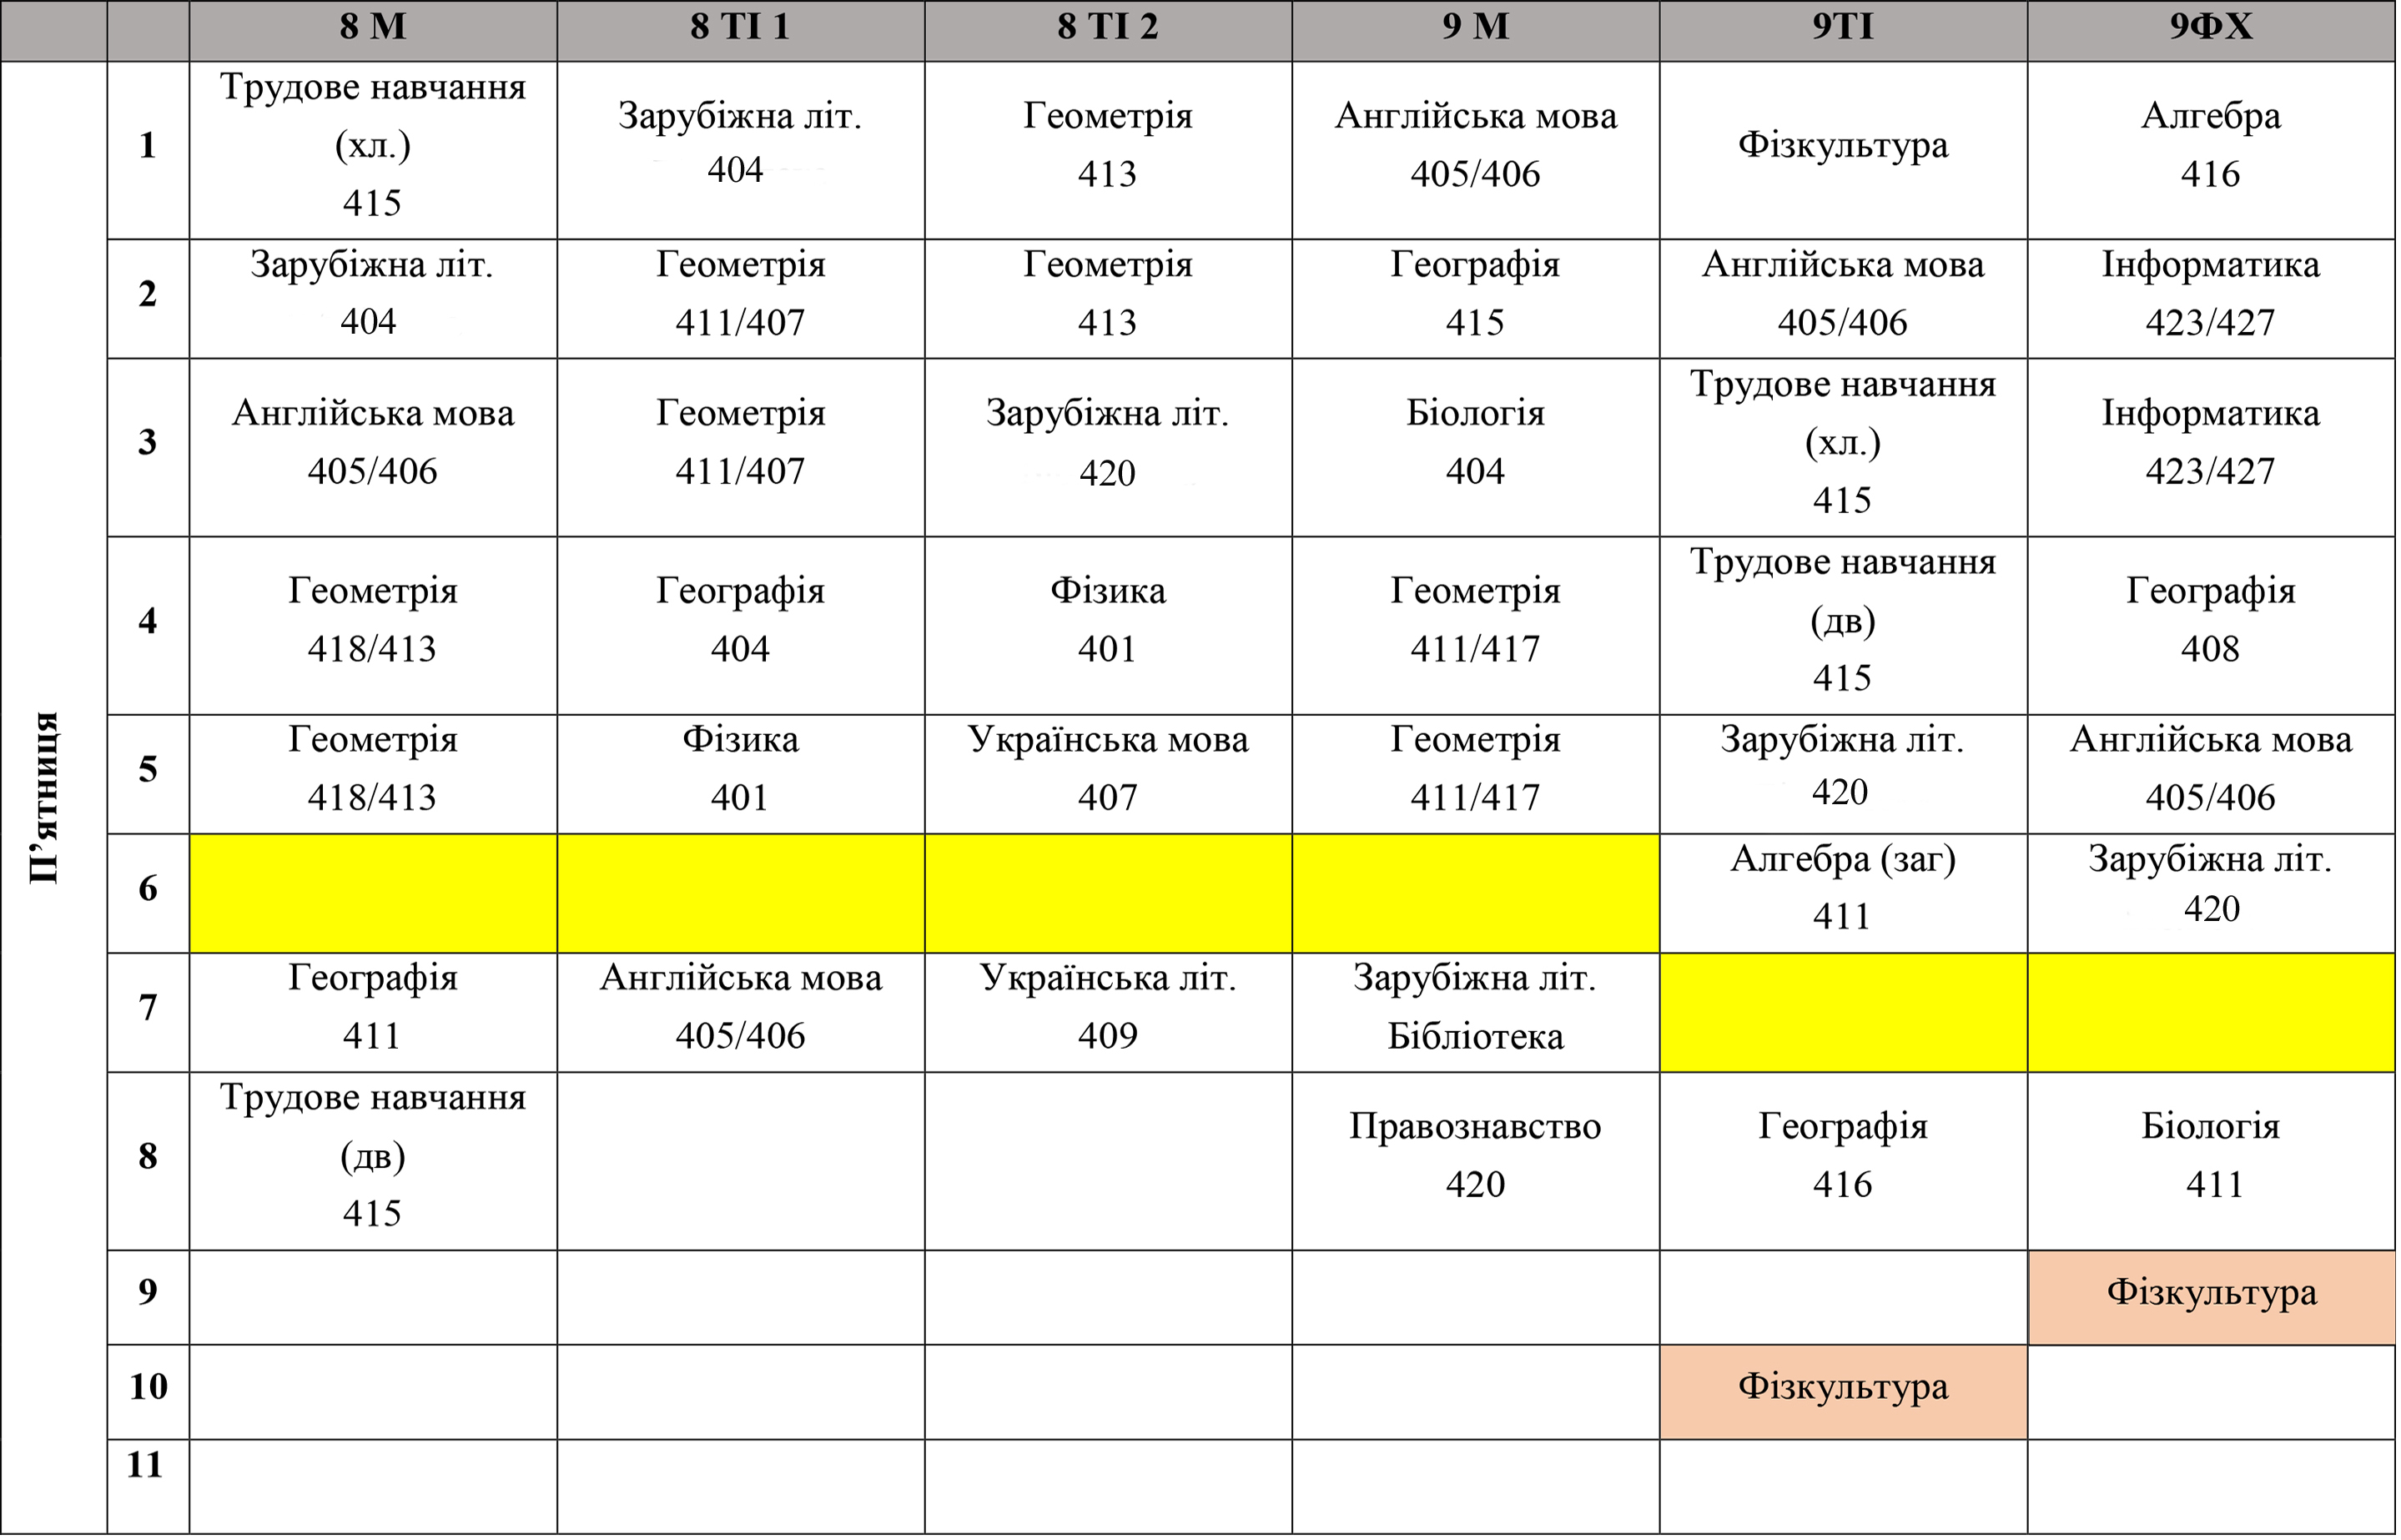 8 М
8 ТІ 1
8 ТІ 2
9 М
9ТІ
9ФХ
П’ятниця
1
Трудове навчання
(хл.)
415
Зарубіжна літ.
404
Геометрія
413
Англійська мова
405/406
Фізкультура
Алгебра
416
2
Зарубіжна літ.
404
Геометрія
411/407
Геометрія
413
Географія
415
Англійська мова
405/406
Інформатика
423/427
3
Англійська мова
405/406
Геометрія
411/407
Зарубіжна літ.
420
Біологія
404
Трудове навчання
(хл.)
415
Інформатика
423/427
4
Геометрія
418/413
Географія
404
Фізика
401
Геометрія
411/417
Трудове навчання
(дв)
415
Географія
408
5
Геометрія
418/413
Фізика
401
Українська мова
407
Геометрія
411/417
Зарубіжна літ.
420
Англійська мова
405/406
6
Алгебра (заг)
411
Зарубіжна літ.
420
7
Географія
411
Англійська мова
405/406
Українська літ.
409
Зарубіжна літ.
Бібліотека
8
Трудове навчання
(дв)
415
Правознавство
420
Географія
416
Біологія
411
9
Фізкультура
10
Фізкультура
11